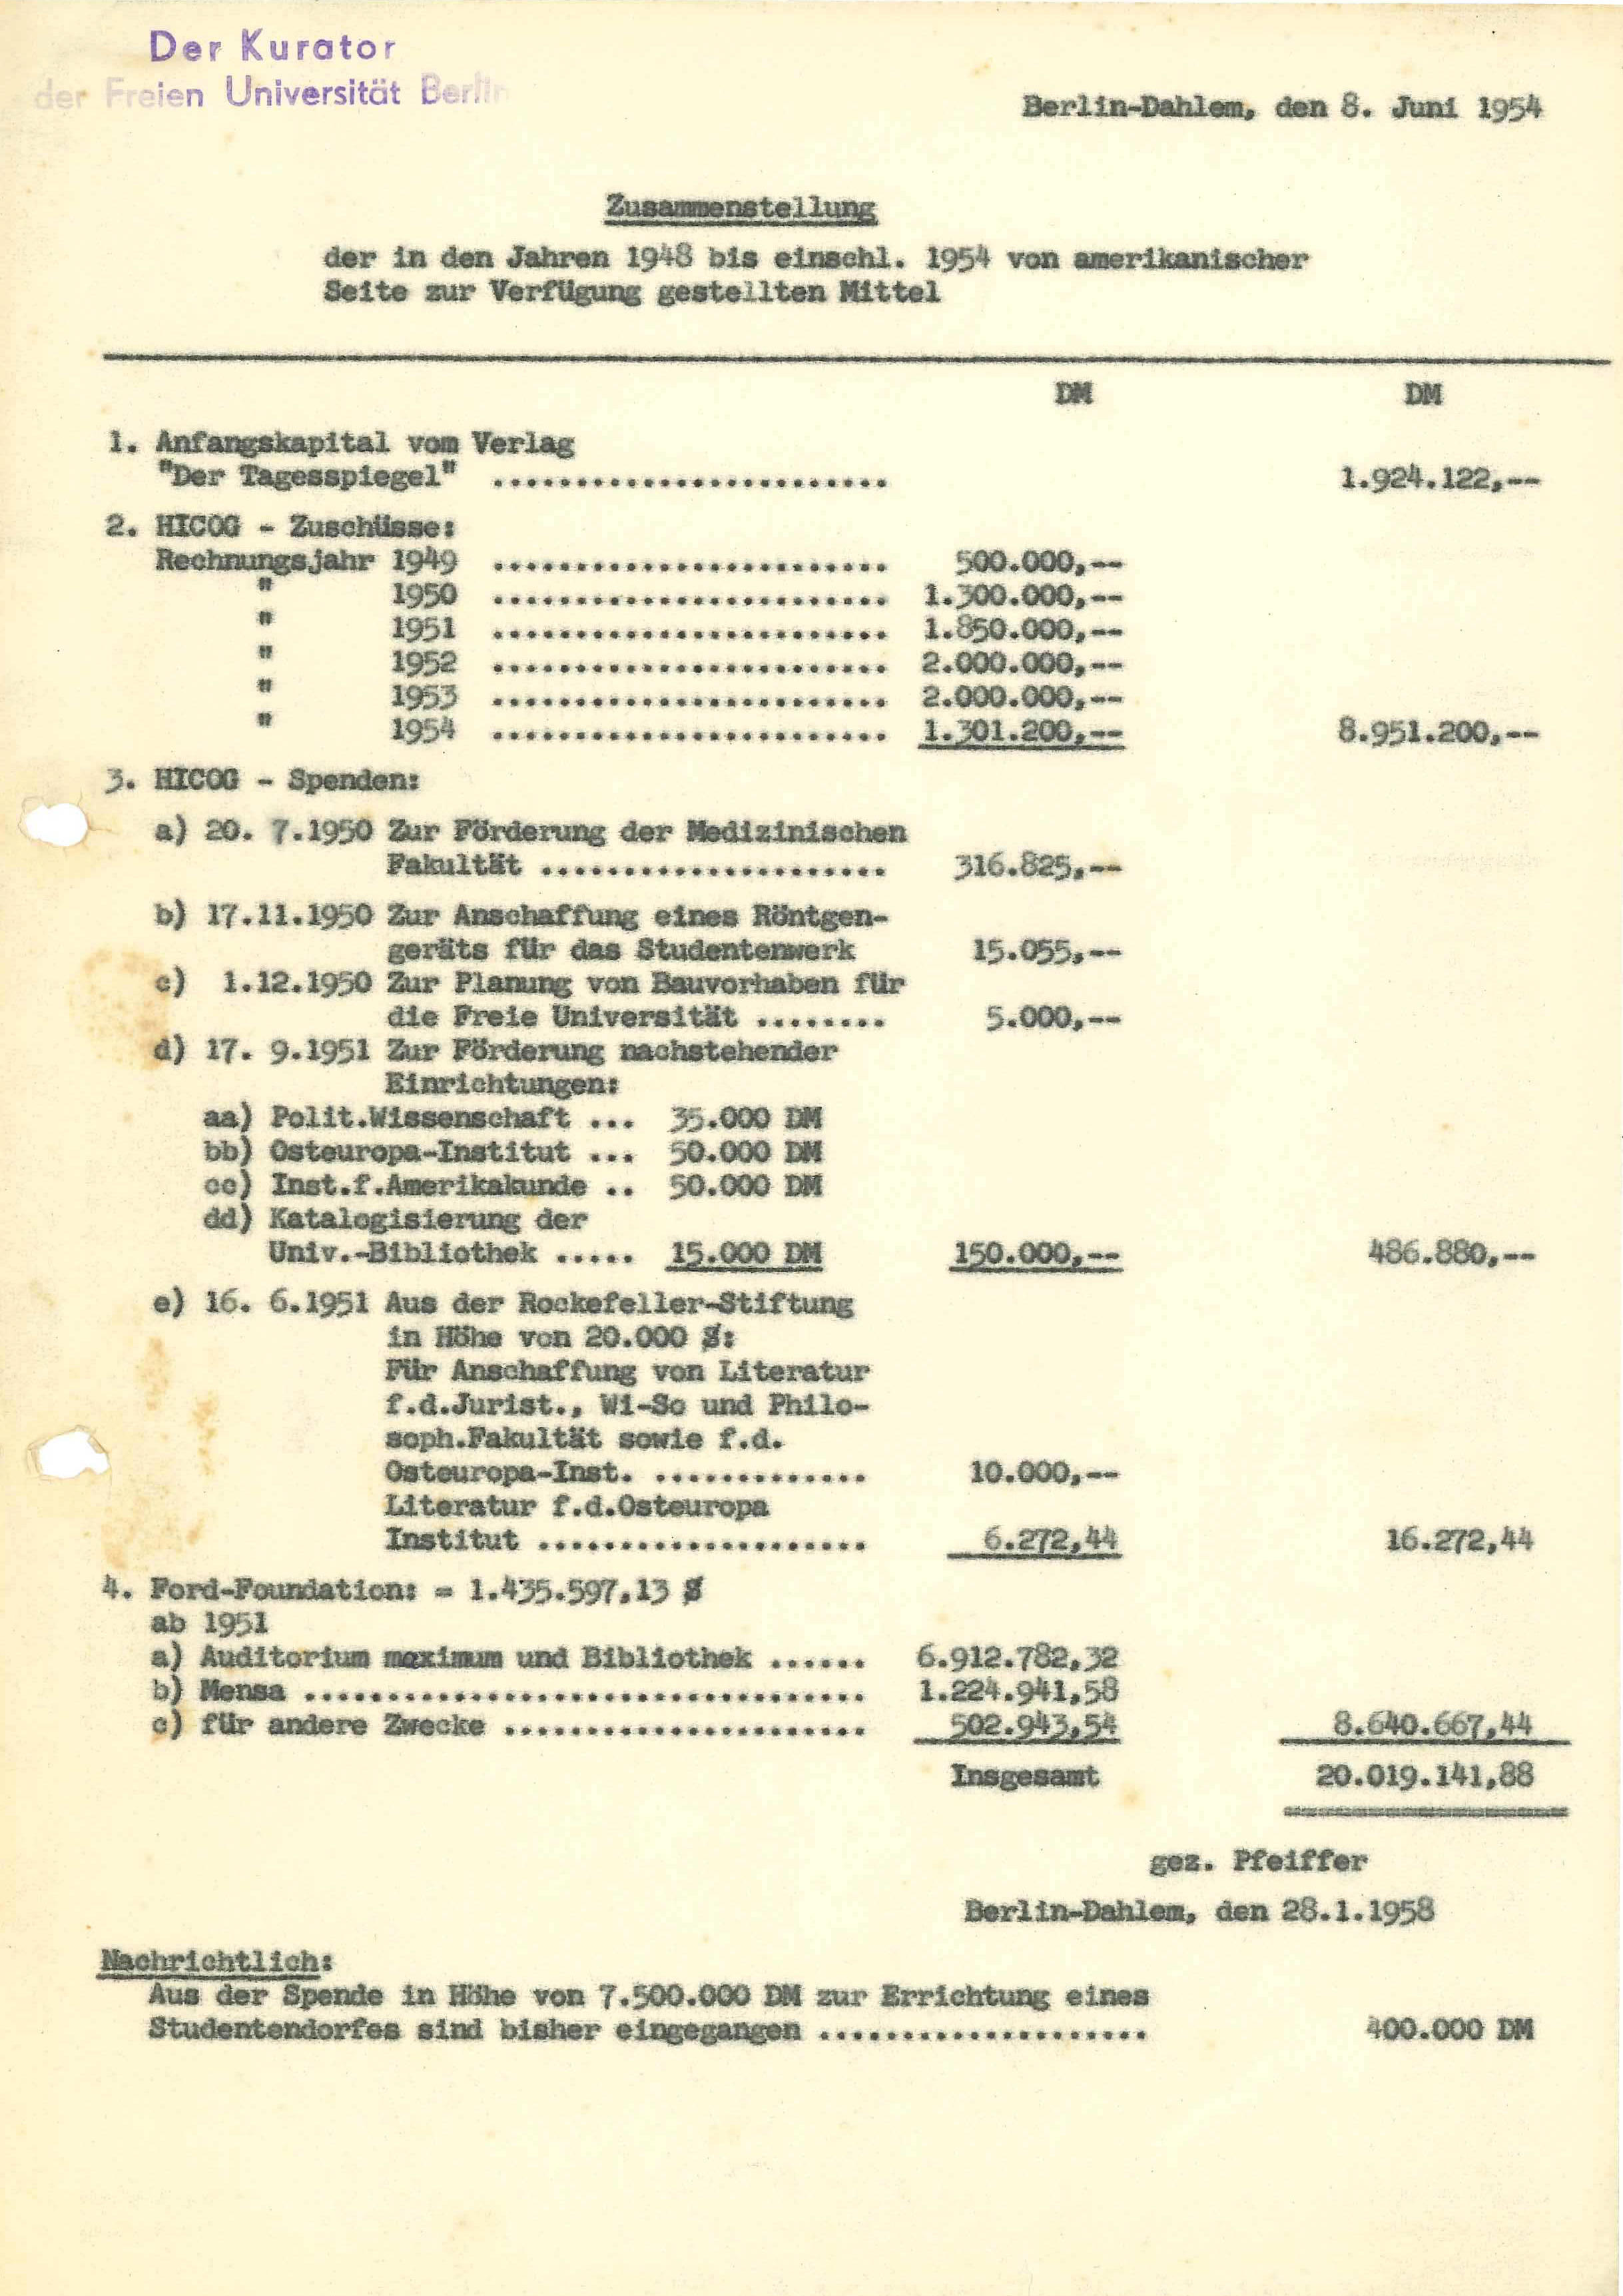 Der Kurator
der Freien Universität Berlin
Berlin-Dahlem, den 8. Juni 1954
Zusammenstellung
der in den Jahren 1948 bis einschl. 1954 von amerikanischer
Seite zur Verfügung gestellten Mittel
DM DM
1. Anfangskapital vom Verlag
"Der Tagesspiegel" ........................ 1.924.122,--
2. HICOG - Zuschüsse:
Rechnungsjahr 1949 ........................ 500.000,--
" 1950 ........................ 1.300.000,--
" 1951 ........................ 1.850.000,--
" 1952 ........................ 2.000.000,--
" 1953 ........................ 2.000.000,--
" 1954 ........................ 1.301.200,-- 8.951.200,--
3. HICOG - Spenden:
a) 20. 7.1950 Zur Förderung der Medizinischen
Fakultät ..................... 316.825,--
b) 17.11.1950 Zur Anschaffung eines Röntgen-
geräts für das Studentenwerk 15.055,--
c) 1.12.1950 Zur Planung von Bauvorhaben für
die Freie Universität ........ 5.000,--
d) 17. 9.1951 Zur Förderung nachstehender
Einrichtungen:
aa) Polit.Wissenschaft ... 35.000 DM
bb) Osteuropa-Institut ... 50.000 DM
cc) Inst.f.Amerikakunde .. 50.000 DM
dd) Katalogisierung der
Univ.-Bibliothek ..... 15.000 DM 150.000,-- 486.880,--
e) 16. 6.1951 Aus der Rockefeller-Stiftung
in Höhe von 20.000 $:
Für Anschaffung von Literatur
f.d.Jurist., Wi-So und Philo-
soph.Fakultät sowie f.d.
Osteuropa-Inst. ............. 10.000,--
Literatur f.d.Osteuropa
Institut .................... 6.272,44 16.272,44
4. Ford-Foundation: = 1.435.597,13 $
ab 1951
a) Auditorium maximum und Bibliothek ...... 6.912.782,32
b) Mensa .................................. 1.224.941,58
c) für andere Zwecke ...................... 502.943,54 8.640.667,44
Insgesamt 20.019.141,88
gez. Pfeiffer
Berlin-Dahlem, den 28.1.1958
Nachrichtlich:
Aus der Spende in Höhe von 7.500.000 DM zur Errichtung eines
Studentendorfes sind bisher eingegangen .................... 400.000 DM